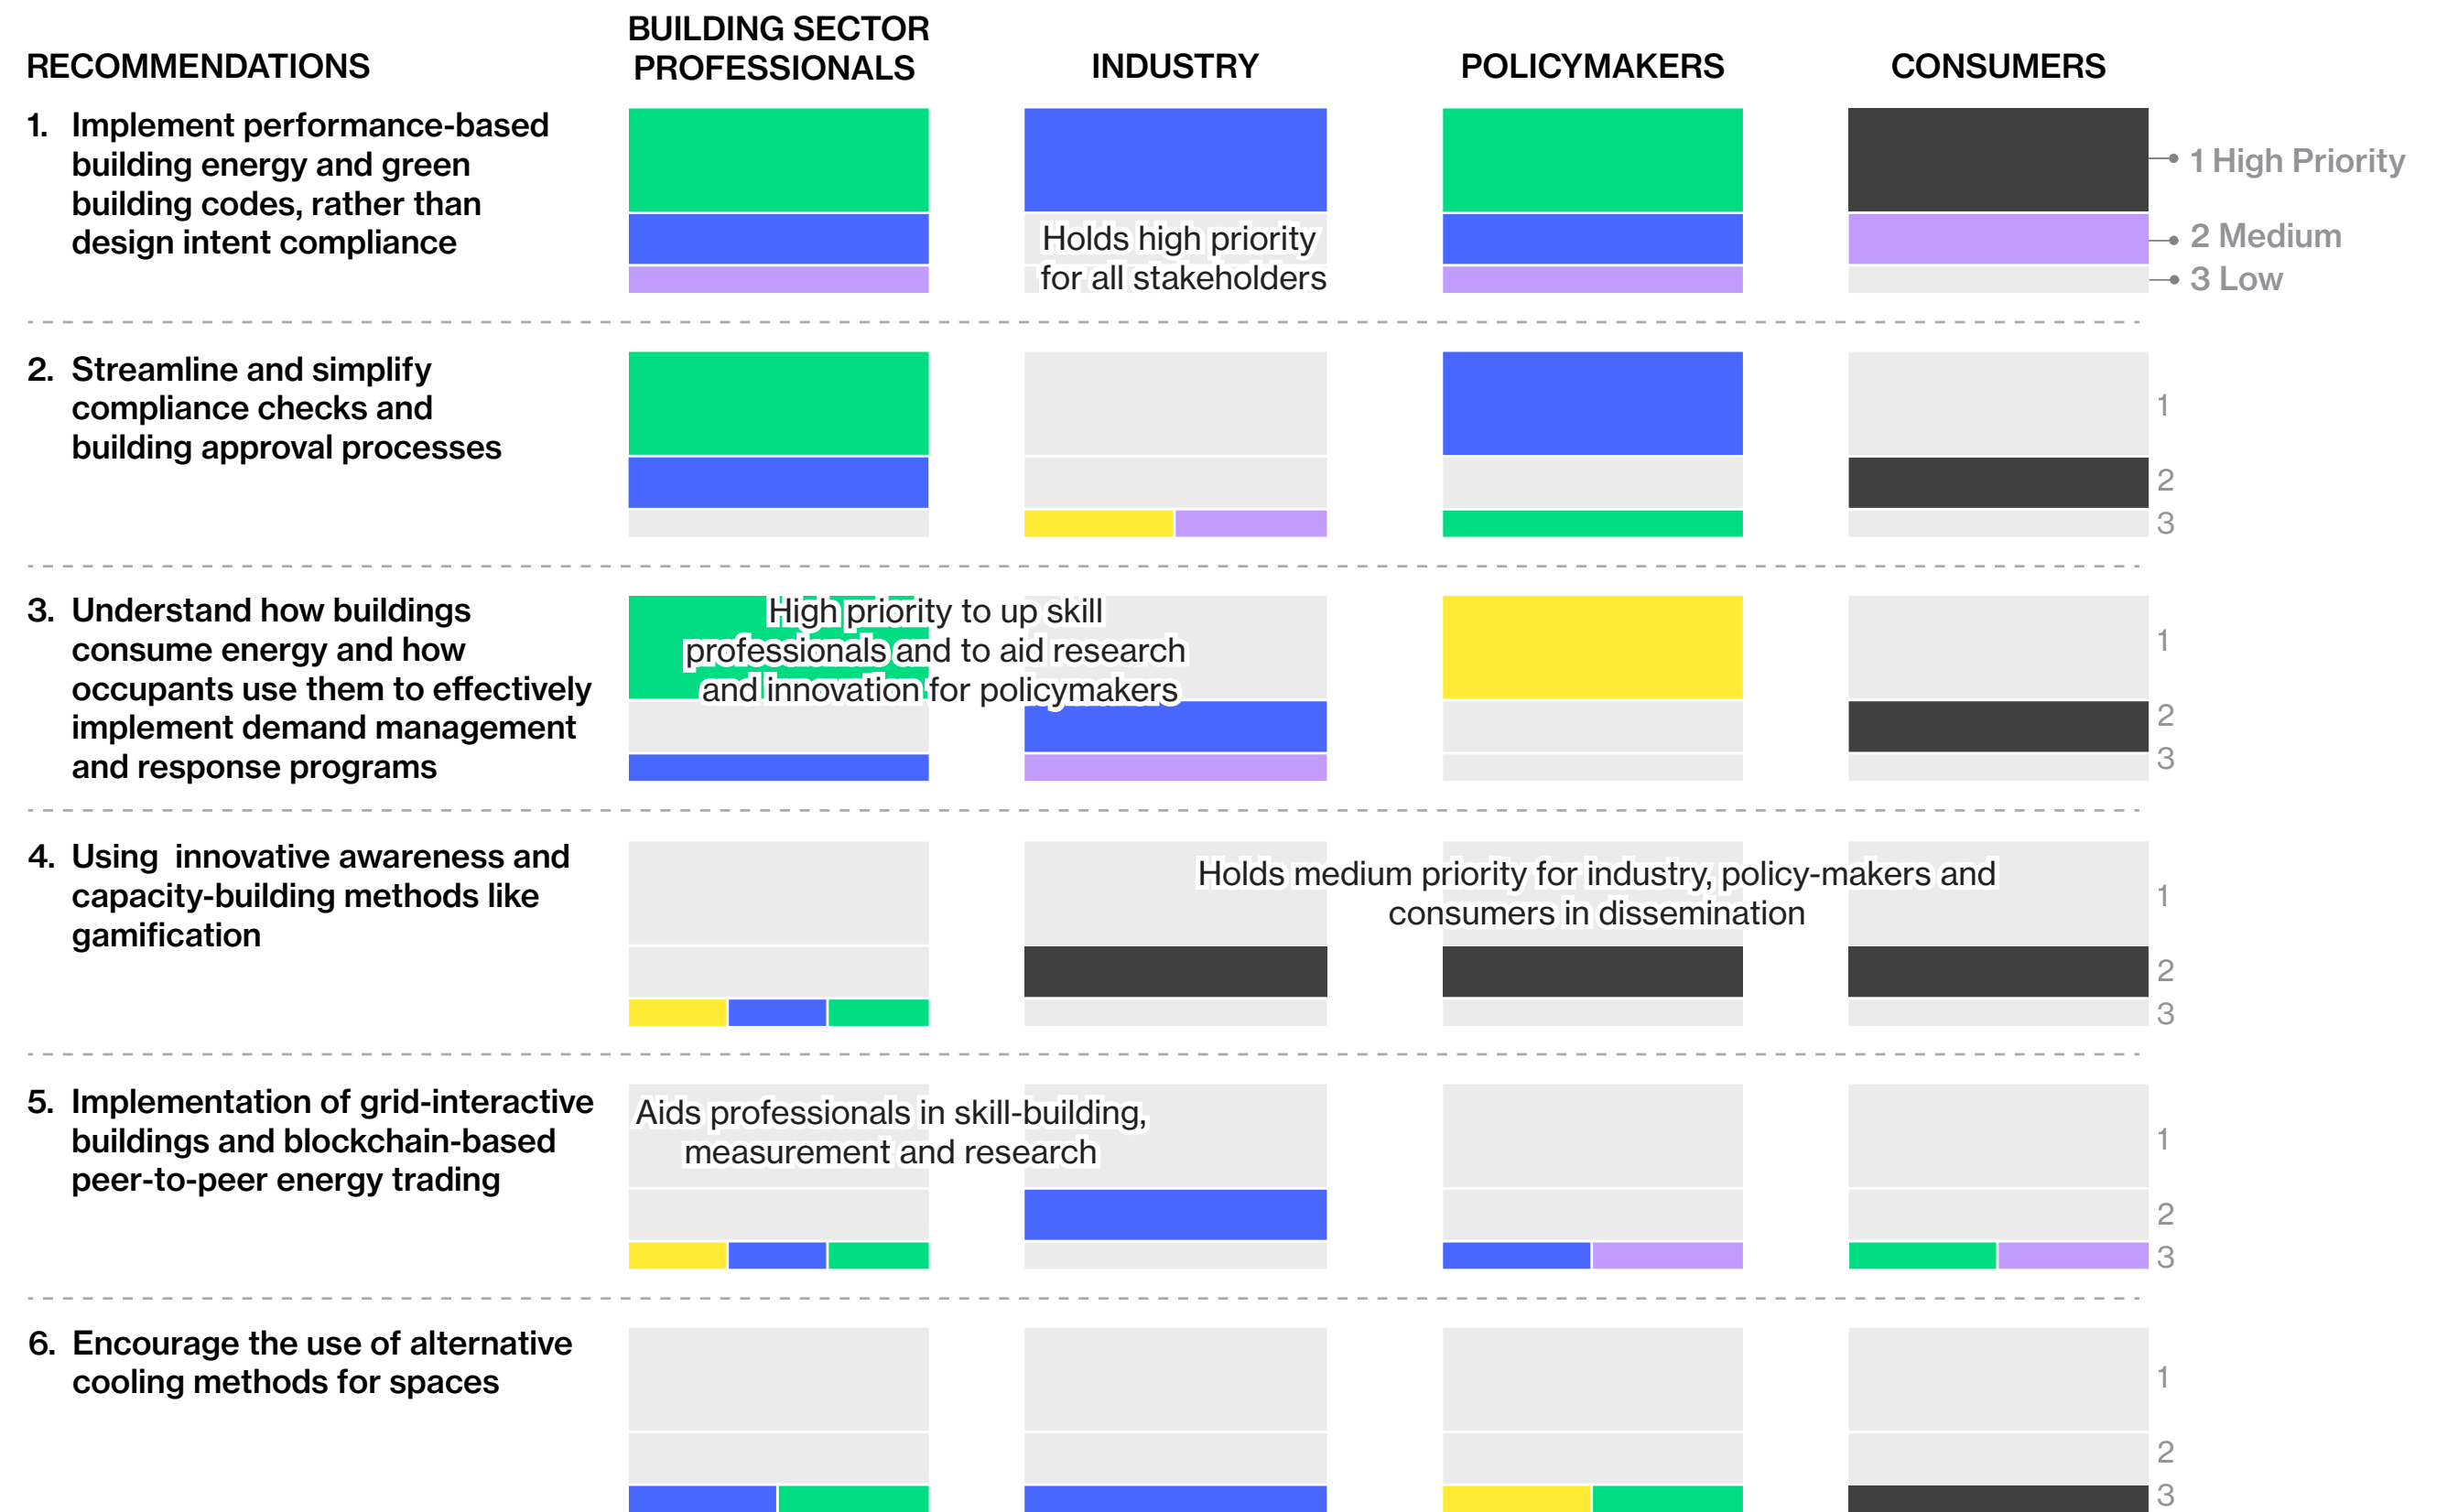 RECOMMENDATIONS
BUILDING SECTOR
PROFESSIONALS
INDUSTRY
POLICYMAKERS
CONSUMERS
1. Implement performance-based
building energy and green
building codes, rather than
design intent compliance
Holds high priority
for all stakeholders
1 High Priority
2 Medium
3 Low
2. Streamline and simplify
compliance checks and
building approval processes
1
2
3
3. Understand how buildings
consume energy and how
occupants use them to effectively
implement demand management
and response programs
High priority to up skill
professionals and to aid research
and innovation for policymakers
1
2
3
4. Using innovative awareness and
capacity-building methods like
gamification
Holds medium priority for industry, policy-makers and
consumers in dissemination
1
2
3
5. Implementation of grid-interactive
buildings and blockchain-based
peer-to-peer energy trading
Aids professionals in skill-building,
measurement and research
1
2
3
6. Encourage the use of alternative
cooling methods for spaces
1
2
3